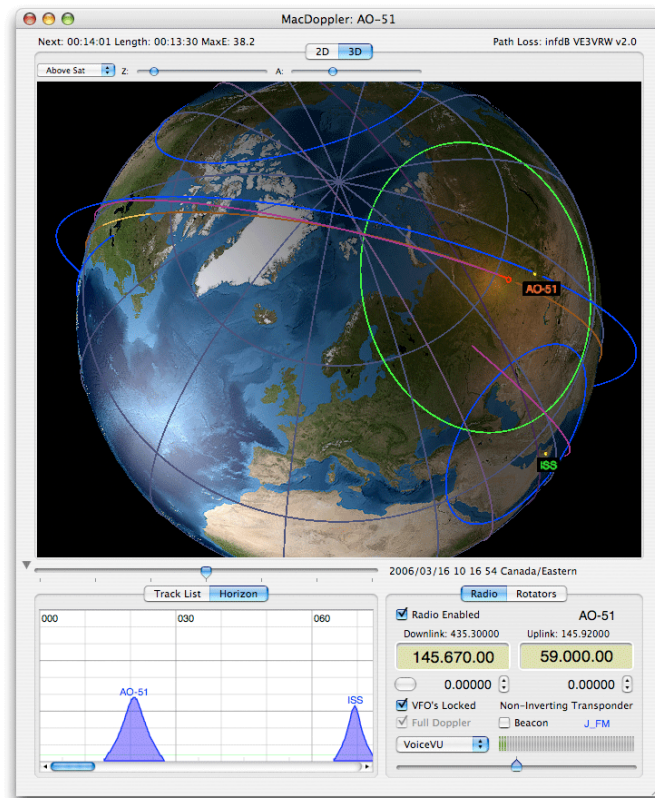 MacDoppler: AO-51
Next: 00:14:01 Length: 00:13:30 MaxE: 38.2 2D 3D Path Loss: infdB VE3VRW v2.0
Above Sat Z: A:
AO-51
ISS
2006/03/16 10 16 54 Canada/Eastern
Track List Horizon
000 030 060
AO-51
ISS
Radio Rotators
Radio Enabled AO-51
Downlink: 435.30000 Uplink: 145.92000
145.670.00 59.000.00
0.00000 0.00000
VFO's Locked Non-Inverting Transponder
Full Doppler Beacon J_FM
VoiceVU